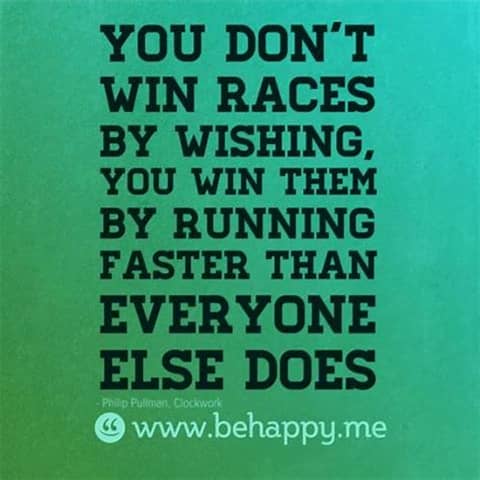 YOU DON'T
WIN RACES
BY WISHING,
YOU WIN THEM
BY RUNNING
FASTER THAN
EVERYONE
ELSE DOES
- Philip Pullman, Clockwork
www.behappy.me